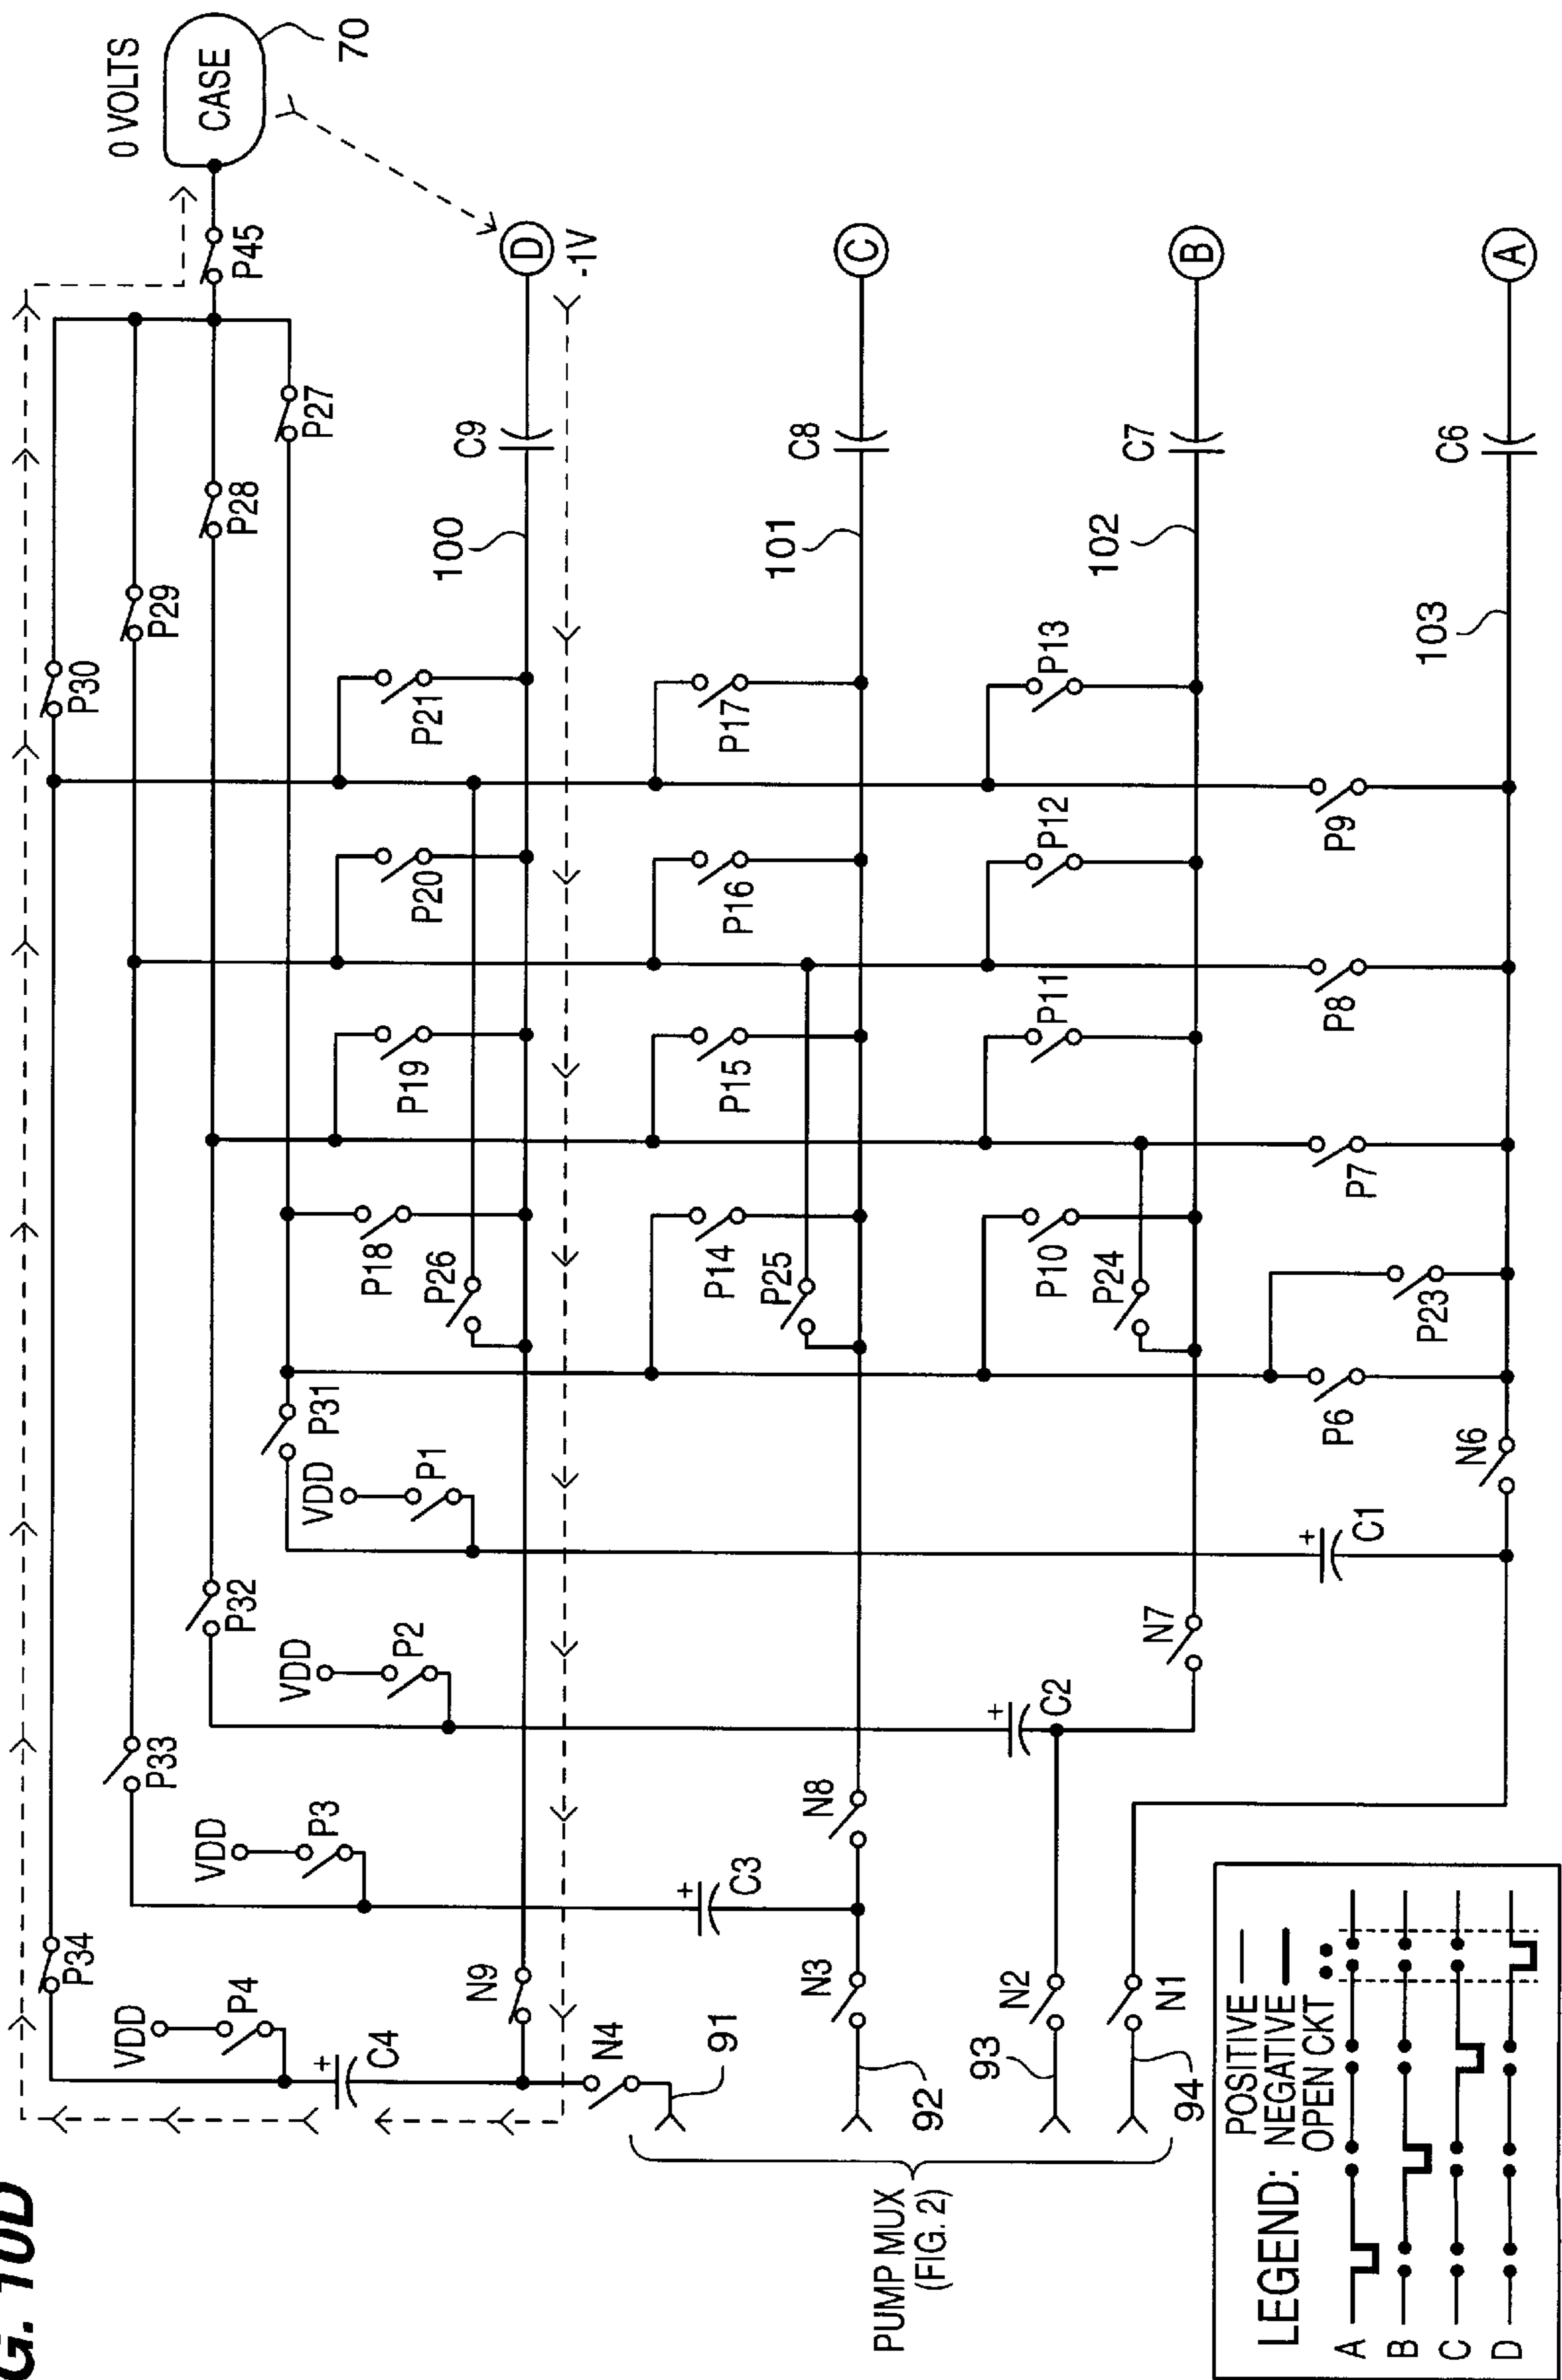 G. 10D
0 VOLTS
CASE
70
P45
P30
P29
P28
P27
100
C9
D
-1V
P21
P20
P19
P18
P26
101
C8
C
P17
P16
P15
P14
P25
102
C7
B
P13
P12
P11
P10
P24
103
C6
A
P9
P8
P7
P23
P6
N6
P31
VDD
P1
+
C1
P32
VDD
P2
+
C2
N7
P33
VDD
P3
+
C3
N8
P34
VDD
P4
+
C4
N9
N4
91
N3
92
N2
93
N1
94
PUMP MUX
(FIG. 2)
LEGEND:
POSITIVE
NEGATIVE
OPEN CKT
A
B
C
D